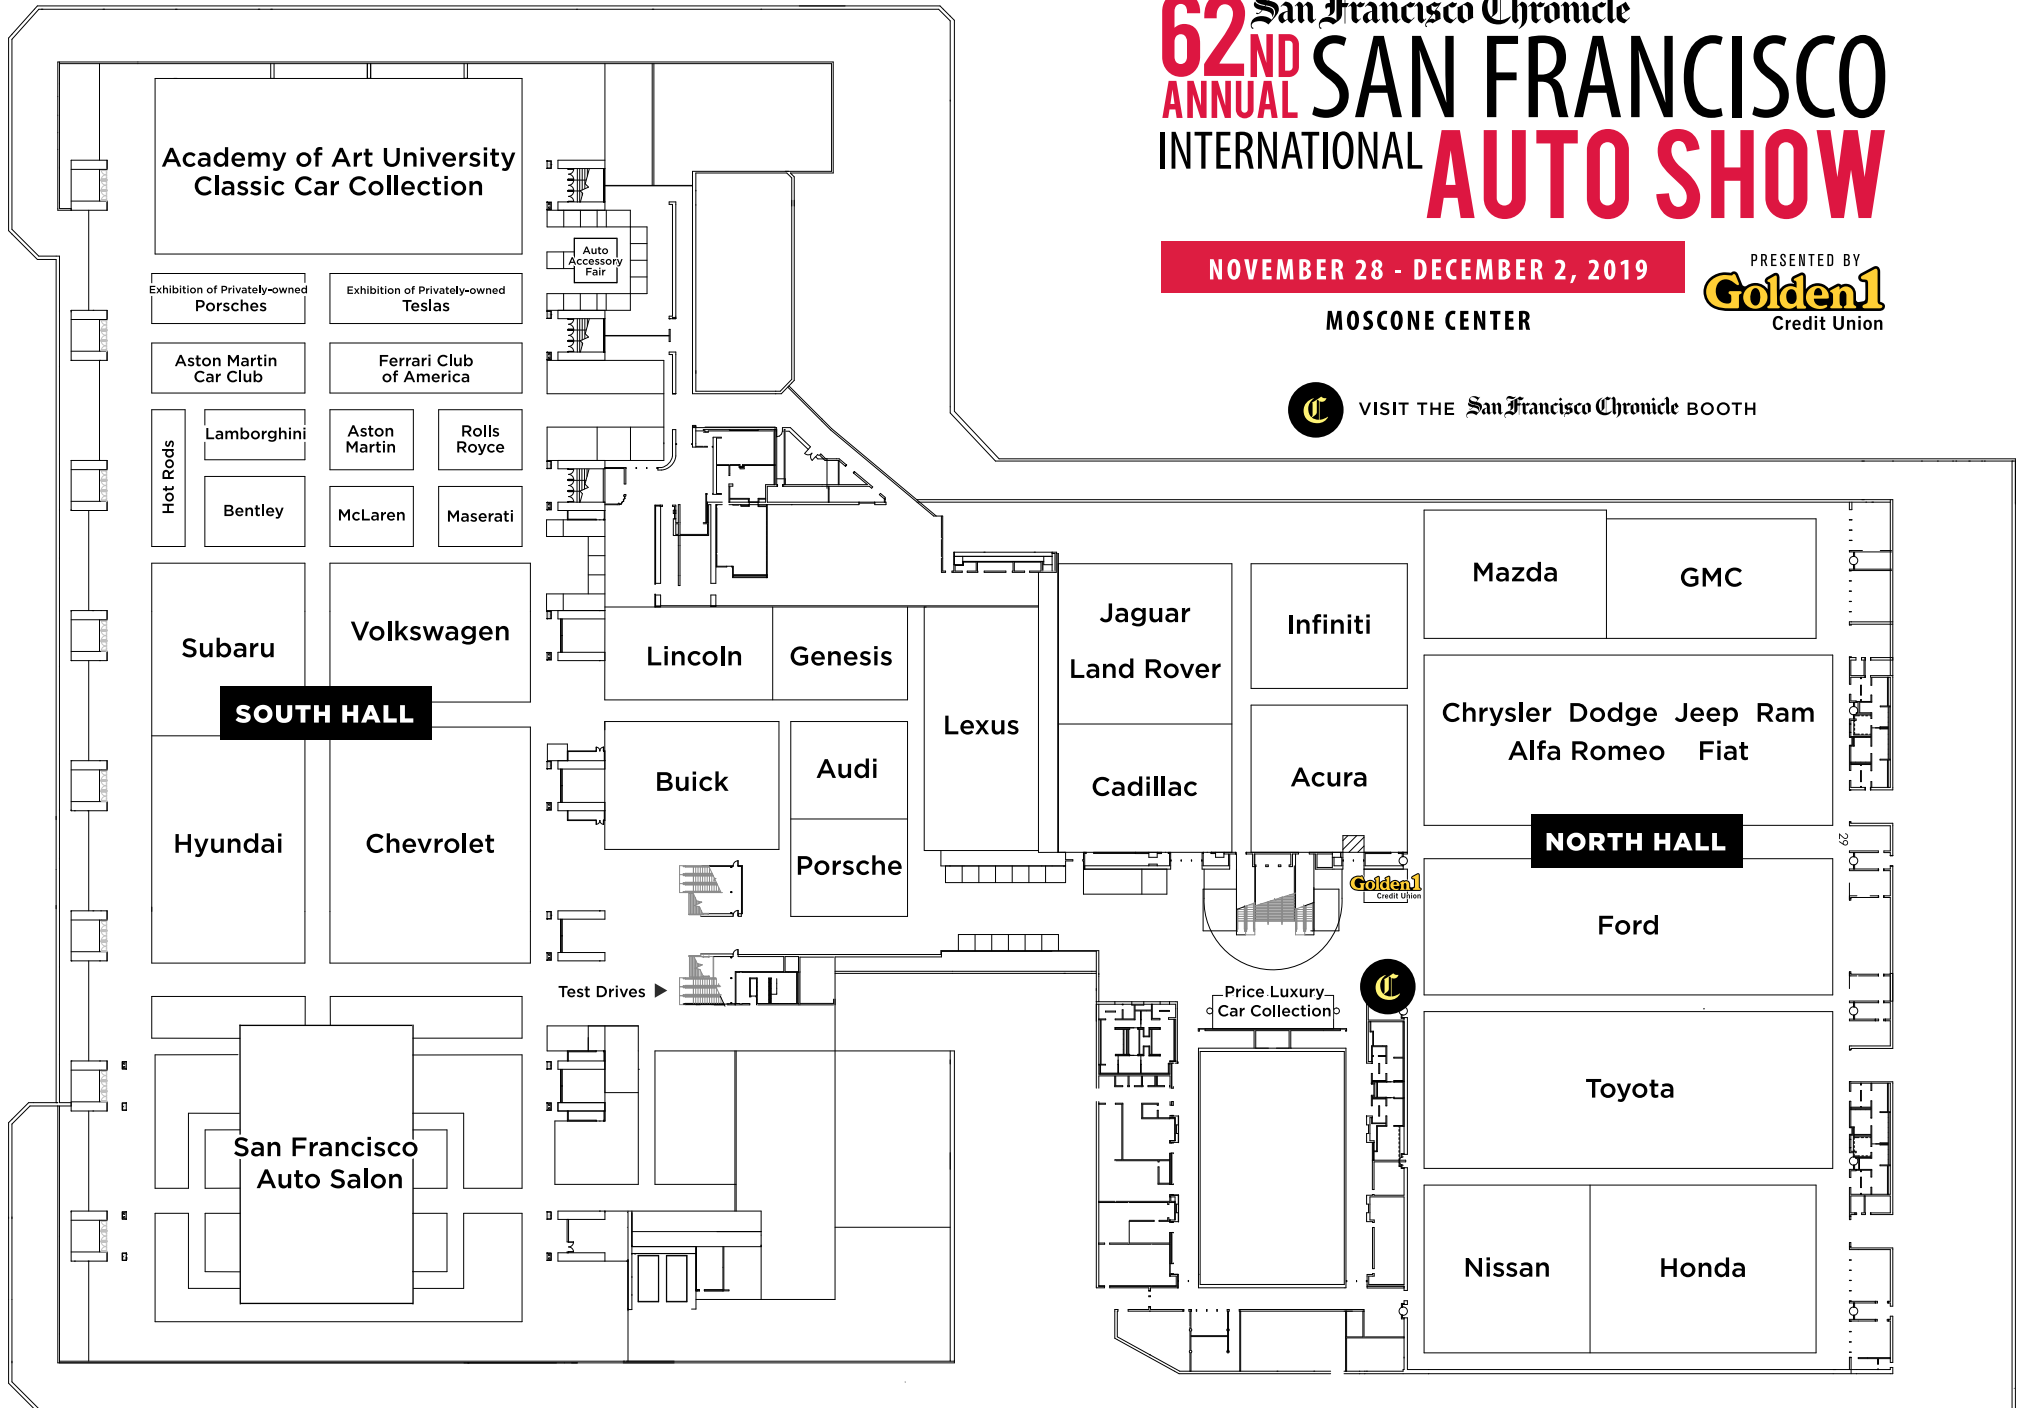 62ND
ANNUAL
San Francisco Chronicle
SAN FRANCISCO
INTERNATIONAL AUTO SHOW
NOVEMBER 28 - DECEMBER 2, 2019
MOSCONE CENTER
PRESENTED BY
Golden1
Credit Union
C VISIT THE San Francisco Chronicle BOOTH
Academy of Art University
Classic Car Collection
Auto
Accessory
Fair
Exhibition of Privately-owned
Porsches
Exhibition of Privately-owned
Teslas
Aston Martin
Car Club
Ferrari Club
of America
Hot Rods
Lamborghini
Aston
Martin
Rolls
Royce
Bentley
McLaren
Maserati
Subaru
Volkswagen
SOUTH HALL
Hyundai
Chevrolet
Lincoln
Genesis
Buick
Audi
Porsche
Lexus
Test Drives
San Francisco
Auto Salon
Jaguar
Land Rover
Infiniti
Cadillac
Acura
Mazda
GMC
Chrysler Dodge Jeep Ram
Alfa Romeo Fiat
NORTH HALL
29
Golden1
Credit Union
Ford
C
Price Luxury
Car Collection
Toyota
Nissan
Honda